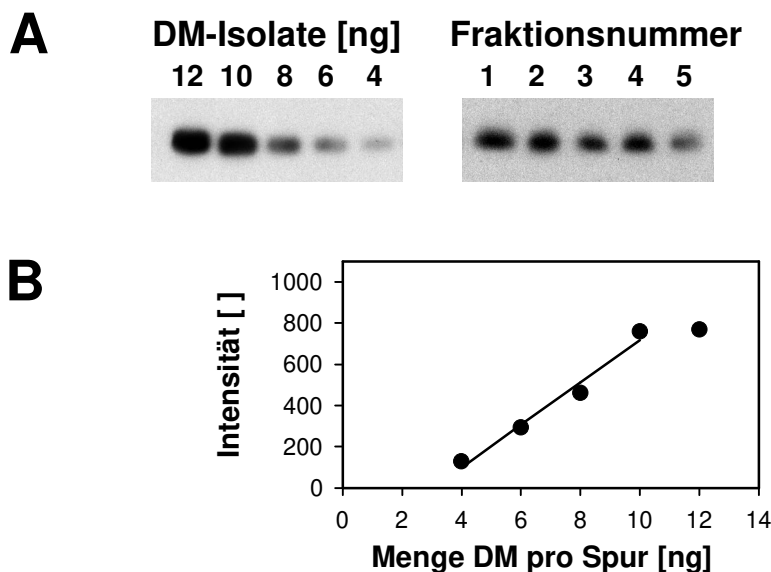 A
DM-Isolate [ng]
Fraktionsnummer
12 10 8 6 4
1 2 3 4 5
B
Intensität [ ]
1000
800
600
400
200
0
0 2 4 6 8 10 12 14
Menge DM pro Spur [ng]